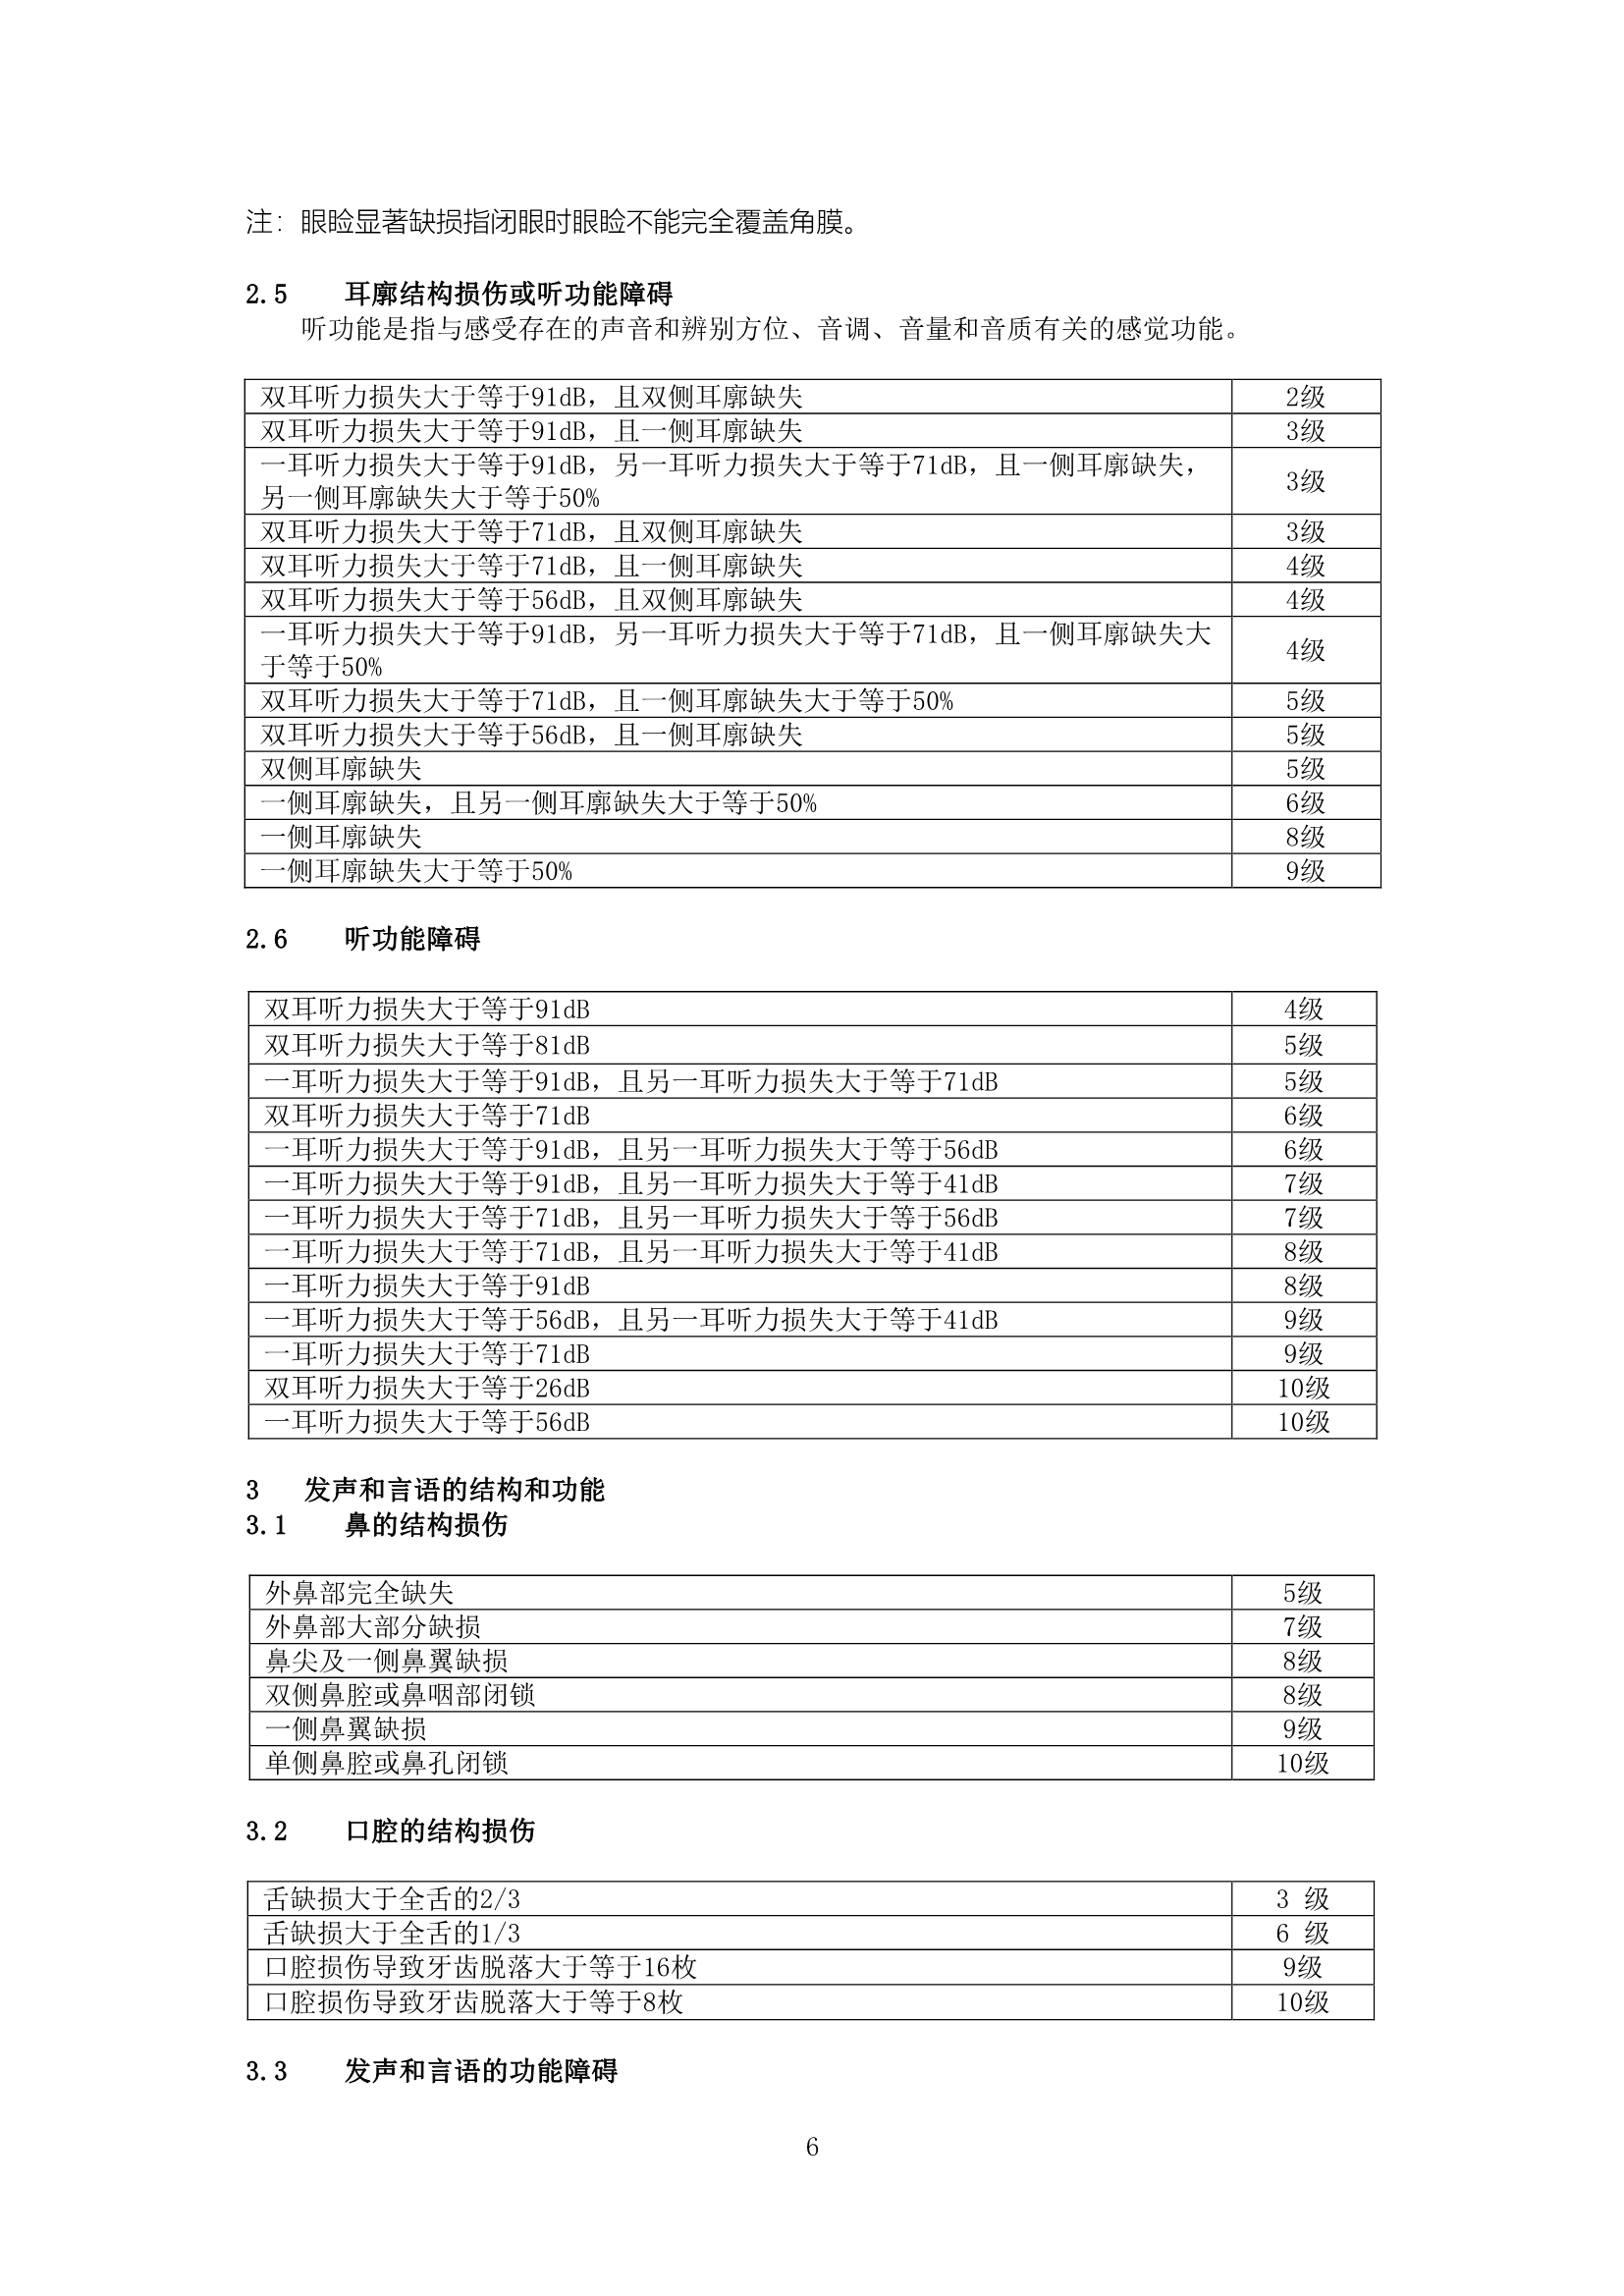 注：眼睑显著缺损指闭眼时眼睑不能完全覆盖角膜。
2.5 耳廓结构损伤或听功能障碍
听功能是指与感受存在的声音和辨别方位、音调、音量和音质有关的感觉功能。
双耳听力损失大于等于91dB，且双侧耳廓缺失 2级
双耳听力损失大于等于91dB，且一侧耳廓缺失 3级
一耳听力损失大于等于91dB，另一耳听力损失大于等于71dB，且一侧耳廓缺失，
另一侧耳廓缺失大于等于50% 3级
双耳听力损失大于等于71dB，且双侧耳廓缺失 3级
双耳听力损失大于等于71dB，且一侧耳廓缺失 4级
双耳听力损失大于等于56dB，且双侧耳廓缺失 4级
一耳听力损失大于等于91dB，另一耳听力损失大于等于71dB，且一侧耳廓缺失大
于等于50% 4级
双耳听力损失大于等于71dB，且一侧耳廓缺失大于等于50% 5级
双耳听力损失大于等于56dB，且一侧耳廓缺失 5级
双侧耳廓缺失 5级
一侧耳廓缺失，且另一侧耳廓缺失大于等于50% 6级
一侧耳廓缺失 8级
一侧耳廓缺失大于等于50% 9级
2.6 听功能障碍
双耳听力损失大于等于91dB 4级
双耳听力损失大于等于81dB 5级
一耳听力损失大于等于91dB，且另一耳听力损失大于等于71dB 5级
双耳听力损失大于等于71dB 6级
一耳听力损失大于等于91dB，且另一耳听力损失大于等于56dB 6级
一耳听力损失大于等于91dB，且另一耳听力损失大于等于41dB 7级
一耳听力损失大于等于71dB，且另一耳听力损失大于等于56dB 7级
一耳听力损失大于等于71dB，且另一耳听力损失大于等于41dB 8级
一耳听力损失大于等于91dB 8级
一耳听力损失大于等于56dB，且另一耳听力损失大于等于41dB 9级
一耳听力损失大于等于71dB 9级
双耳听力损失大于等于26dB 10级
一耳听力损失大于等于56dB 10级
3 发声和言语的结构和功能
3.1 鼻的结构损伤
外鼻部完全缺失 5级
外鼻部大部分缺损 7级
鼻尖及一侧鼻翼缺损 8级
双侧鼻腔或鼻咽部闭锁 8级
一侧鼻翼缺损 9级
单侧鼻腔或鼻孔闭锁 10级
3.2 口腔的结构损伤
舌缺损大于全舌的2/3 3 级
舌缺损大于全舌的1/3 6 级
口腔损伤导致牙齿脱落大于等于16枚 9级
口腔损伤导致牙齿脱落大于等于8枚 10级
3.3 发声和言语的功能障碍
6